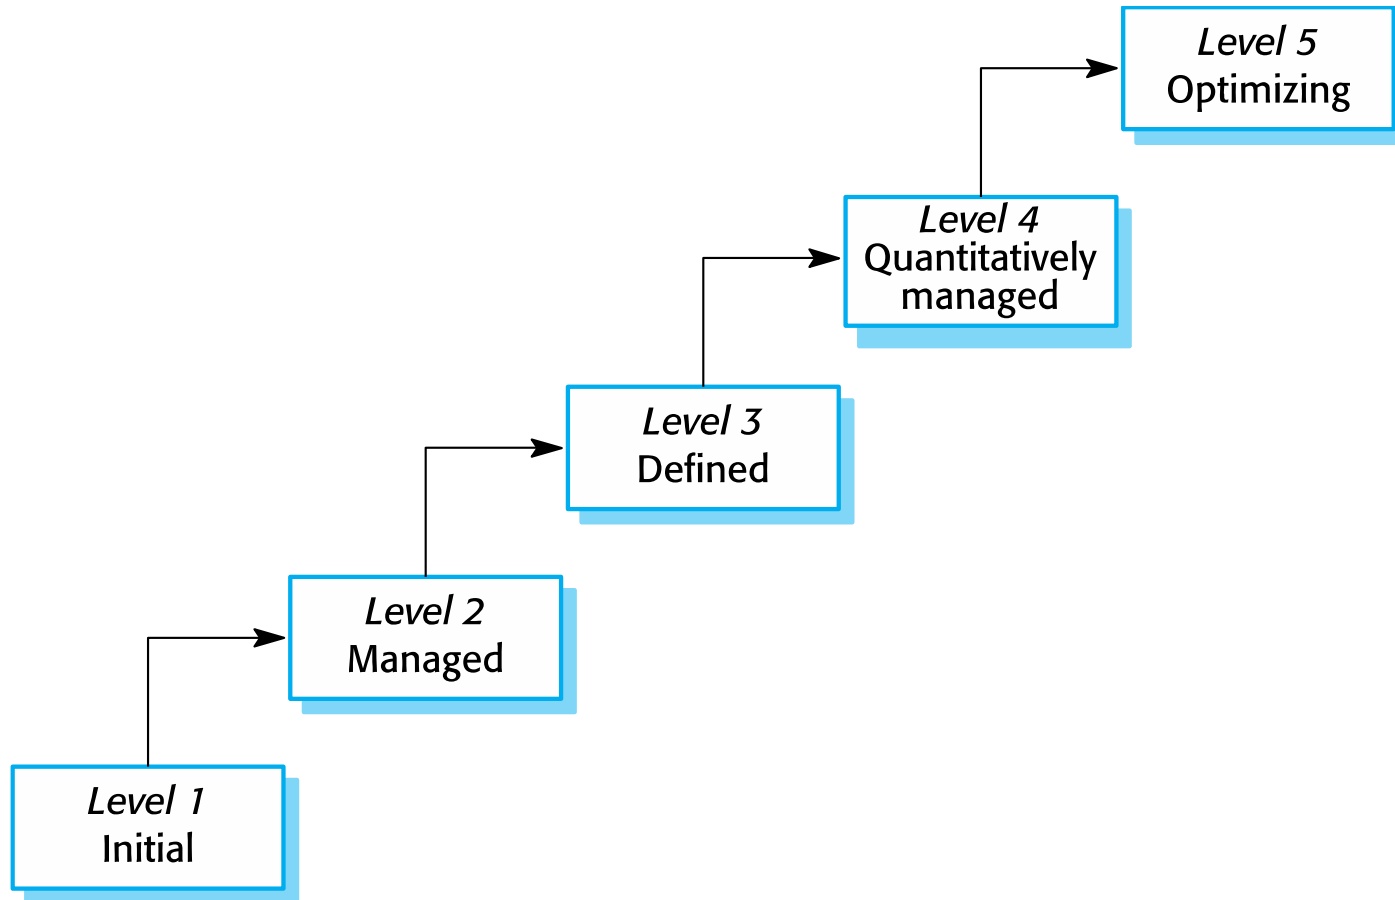 Level 5
Optimizing
Level 4
Quantitatively
managed
Level 3
Defined
Level 2
Managed
Level 1
Initial